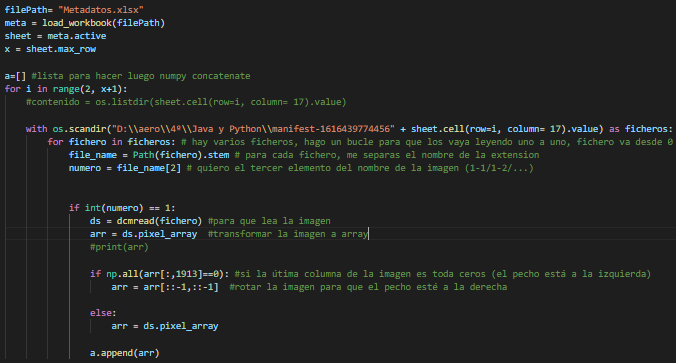 filePath= "Metadatos.xlsx"
meta = load_workbook(filePath)
sheet = meta.active
x = sheet.max_row
a=[] #lista para hacer luego numpy concatenate
for i in range(2, x+1):
#contenido = os.listdir(sheet.cell(row=i, column= 17).value)
with os.scandir("D:\\aero\\4º\\Java y Python\\manifest-1616439774456" + sheet.cell(row=i, column= 17).value) as ficheros:
for fichero in ficheros: # hay varios ficheros, hago un bucle para que los vaya leyendo uno a uno, fichero va desde 0
file_name = Path(fichero).stem # para cada fichero, me separas el nombre de la extension
numero = file_name[2] # quiero el tercer elemento del nombre de la imagen (1-1/1-2/...)
if int(numero) == 1:
ds = dcmread(fichero) #para que lea la imagen
arr = ds.pixel_array  #transformar la imagen a array
#print(arr)
if np.all(arr[:,1913]==0): #si la útima columna de la imagen es toda ceros (el pecho está a la izquierda)
arr = arr[::-1,::-1]  #rotar la imagen para que el pecho esté a la derecha
else:
arr = ds.pixel_array
a.append(arr)